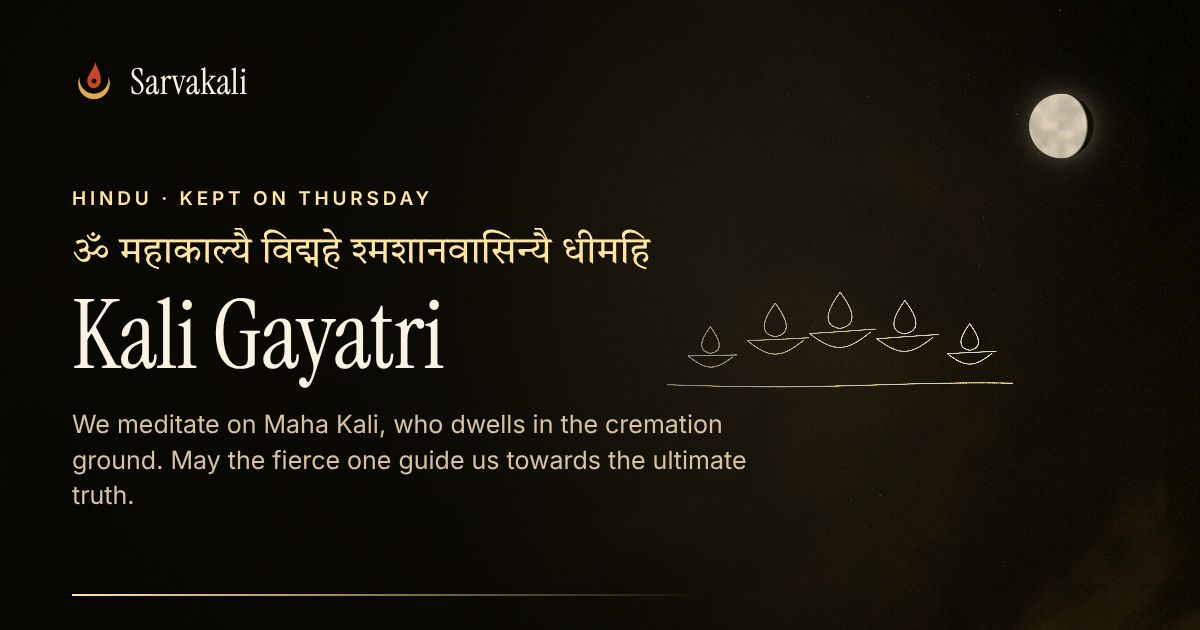 Sarvakali
HINDU · KEPT ON THURSDAY
ॐ महाकाल्यै विद्महे श्मशानवासिन्यै धीमहि
Kali Gayatri
We meditate on Maha Kali, who dwells in the cremation
ground. May the fierce one guide us towards the ultimate
truth.